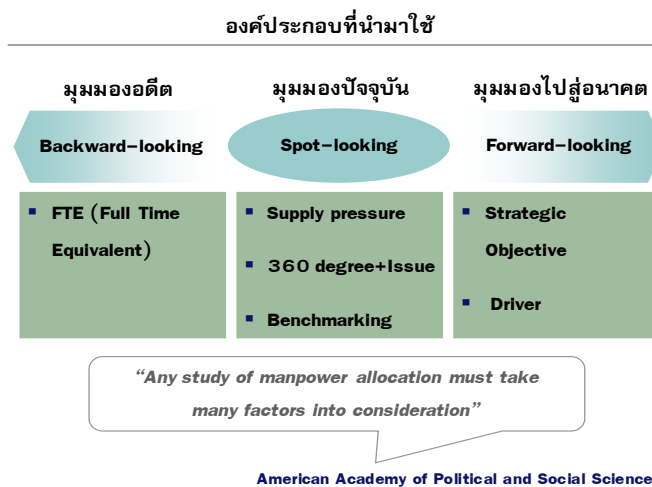 องค์ประกอบที่นำมาใช้
มุมมองอดีต
มุมมองปัจจุบัน
มุมมองไปสู่อนาคต
Backward-looking
Spot-looking
Forward-looking
FTE (Full Time
Equivalent)
Supply pressure
360 degree+Issue
Benchmarking
Strategic
Objective
Driver
“Any study of manpower allocation must take
many factors into consideration”
American Academy of Political and Social Science